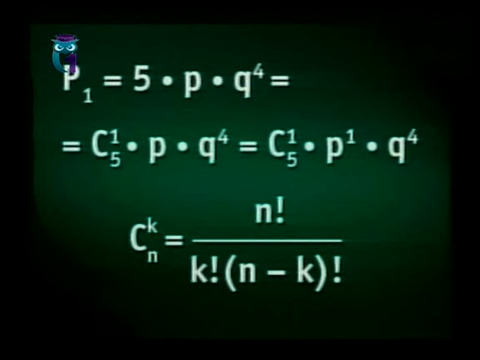 P₁ = 5 • p • q⁴ =
= C₅¹ • p • q⁴ = C₅¹ • p¹ • q⁴
Cₙᵏ = n! / k!(n − k)!